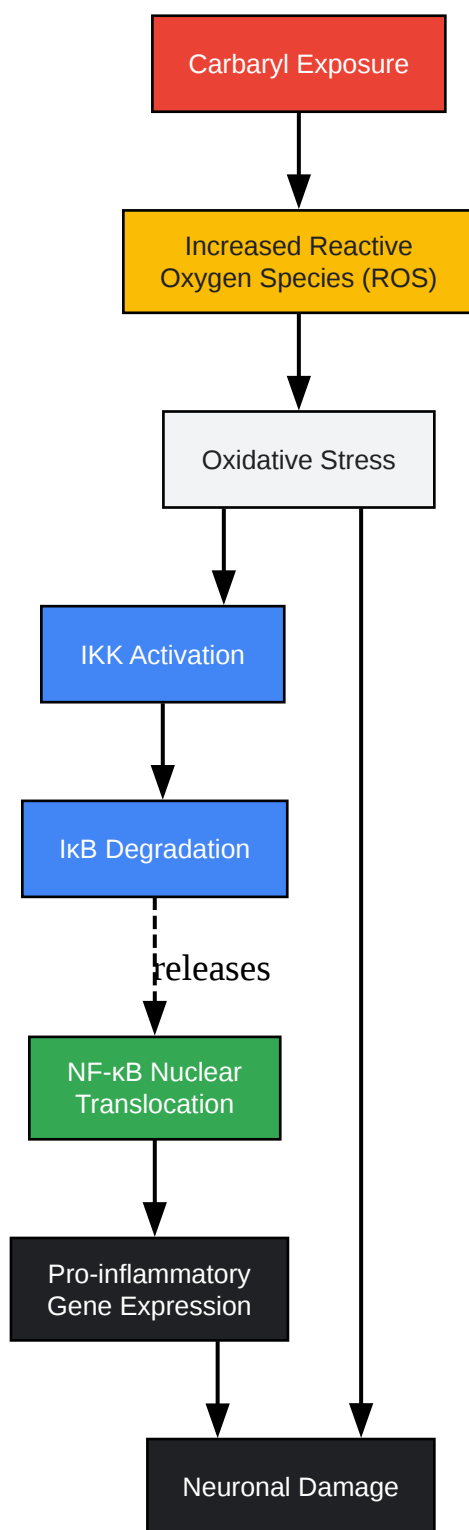 Carbaryl Exposure
Increased Reactive
Oxygen Species (ROS)
Oxidative Stress
IKK Activation
IκB Degradation
releases
NF-κB Nuclear
Translocation
Pro-inflammatory
Gene Expression
Neuronal Damage